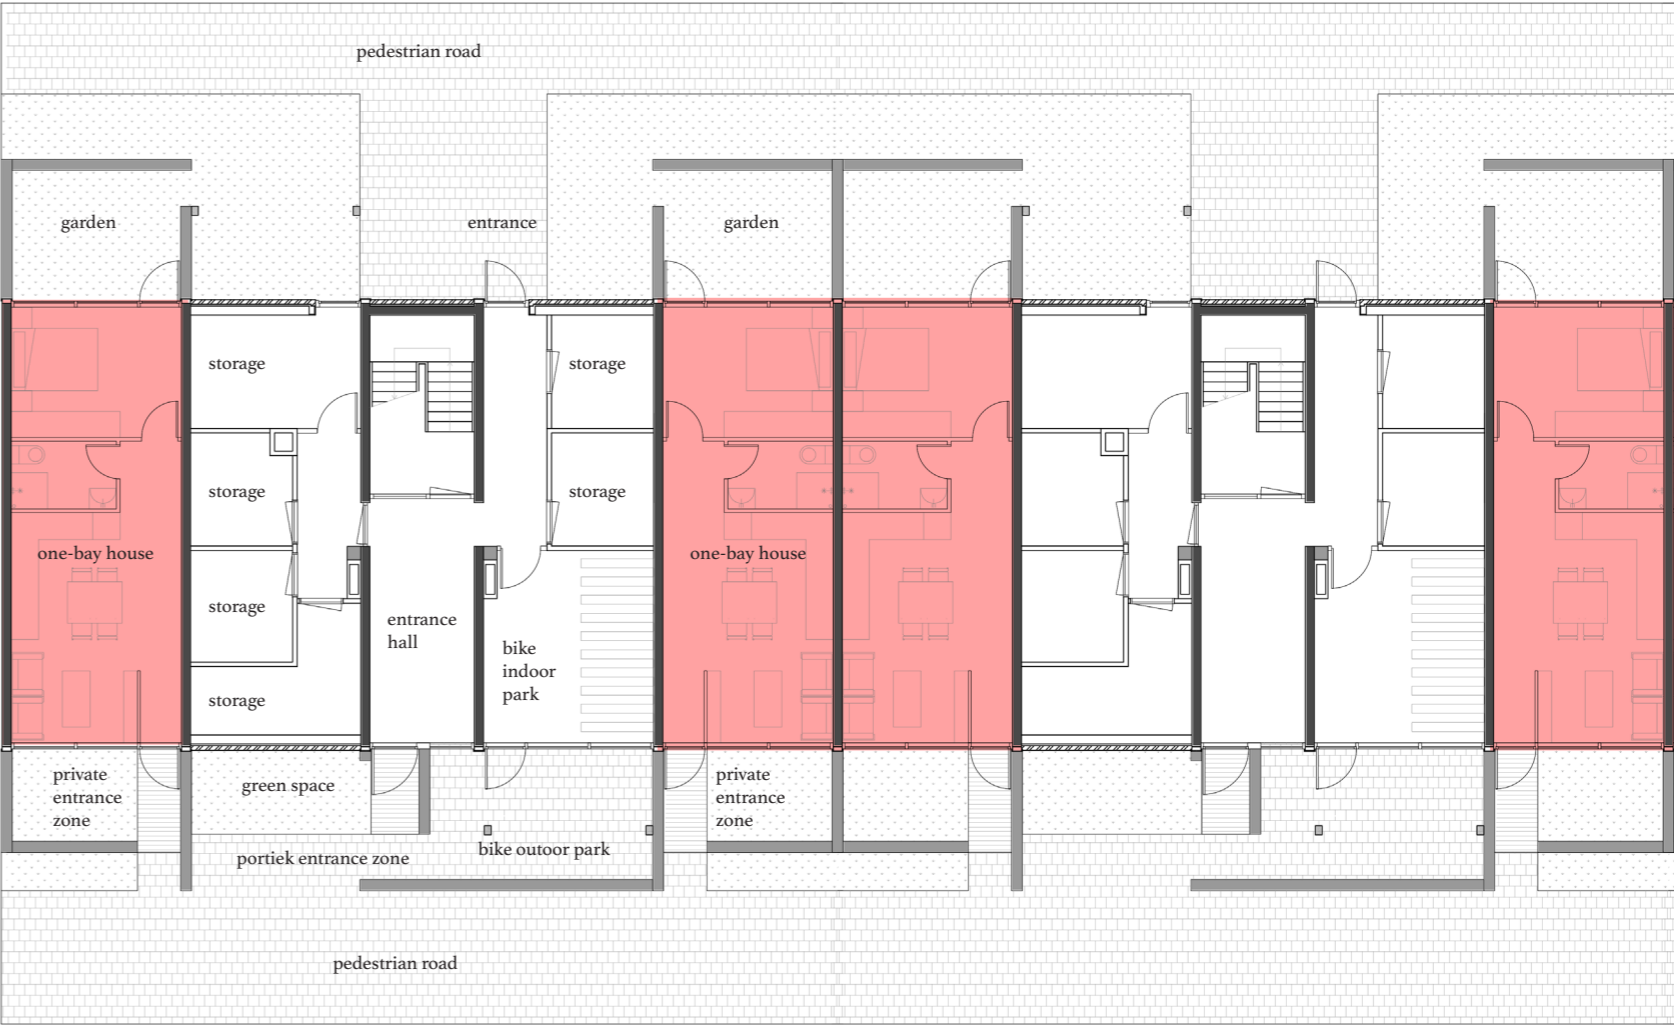 pedestrian road
garden
entrance
garden
storage
storage
storage
storage
one-bay house
one-bay house
storage
entrance
hall
bike
indoor
park
storage
private
entrance
zone
green space
private
entrance
zone
portiek entrance zone
bike outoor park
pedestrian road